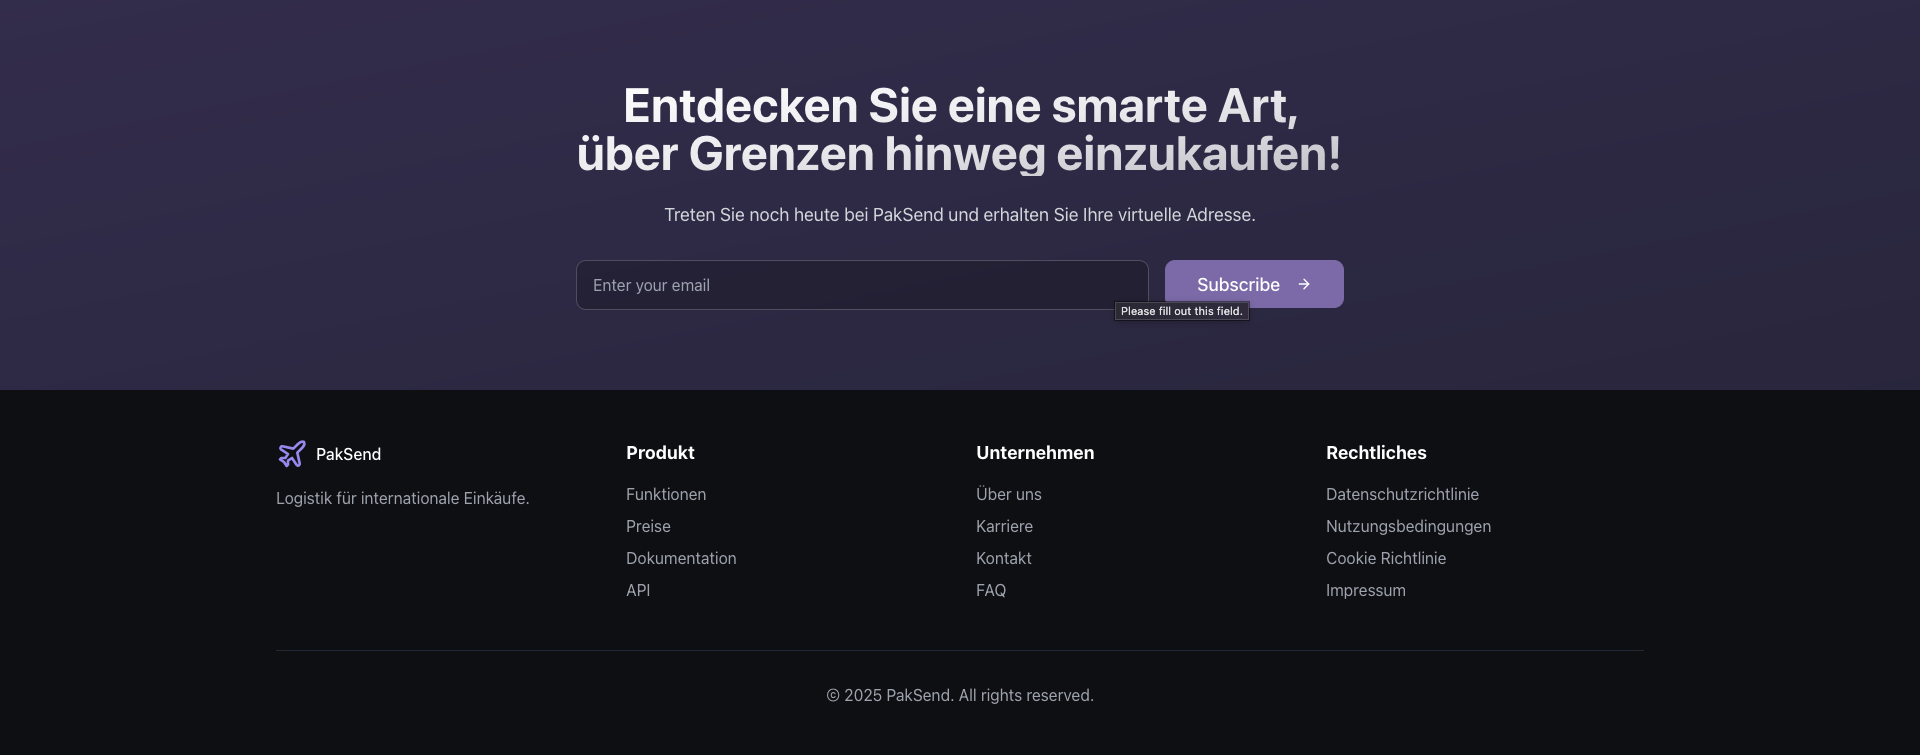 Entdecken Sie eine smarte Art,
über Grenzen hinweg einzukaufen!
Treten Sie noch heute bei PakSend und erhalten Sie Ihre virtuelle Adresse.
Enter your email
Subscribe →
Please fill out this field.
PakSend
Logistik für internationale Einkäufe.
Produkt
Funktionen
Preise
Dokumentation
API
Unternehmen
Über uns
Karriere
Kontakt
FAQ
Rechtliches
Datenschutzrichtlinie
Nutzungsbedingungen
Cookie Richtlinie
Impressum
© 2025 PakSend. All rights reserved.